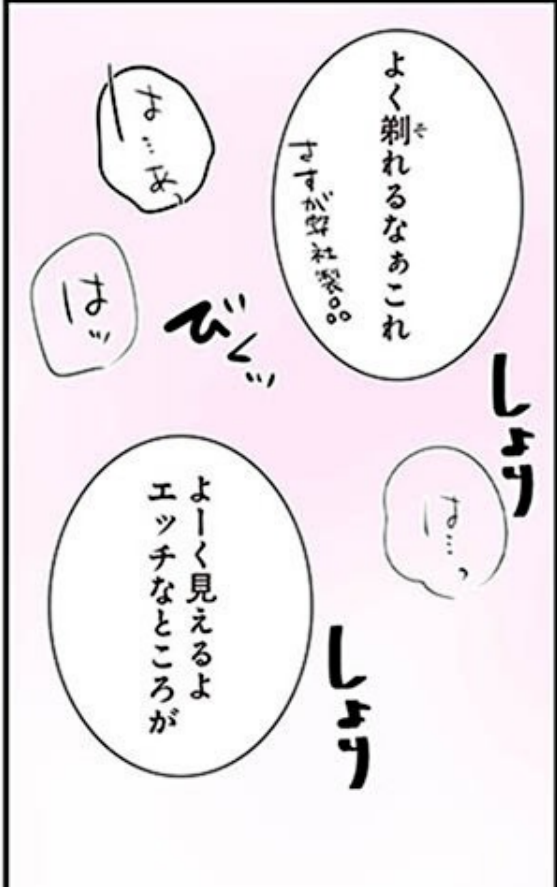 よく剃れるなぁこれ
そ
さすが弊社製。。
は…あっ
はッ
びくッ
しょり
は…っ
よーく見えるよ
エッチなところが
しょり